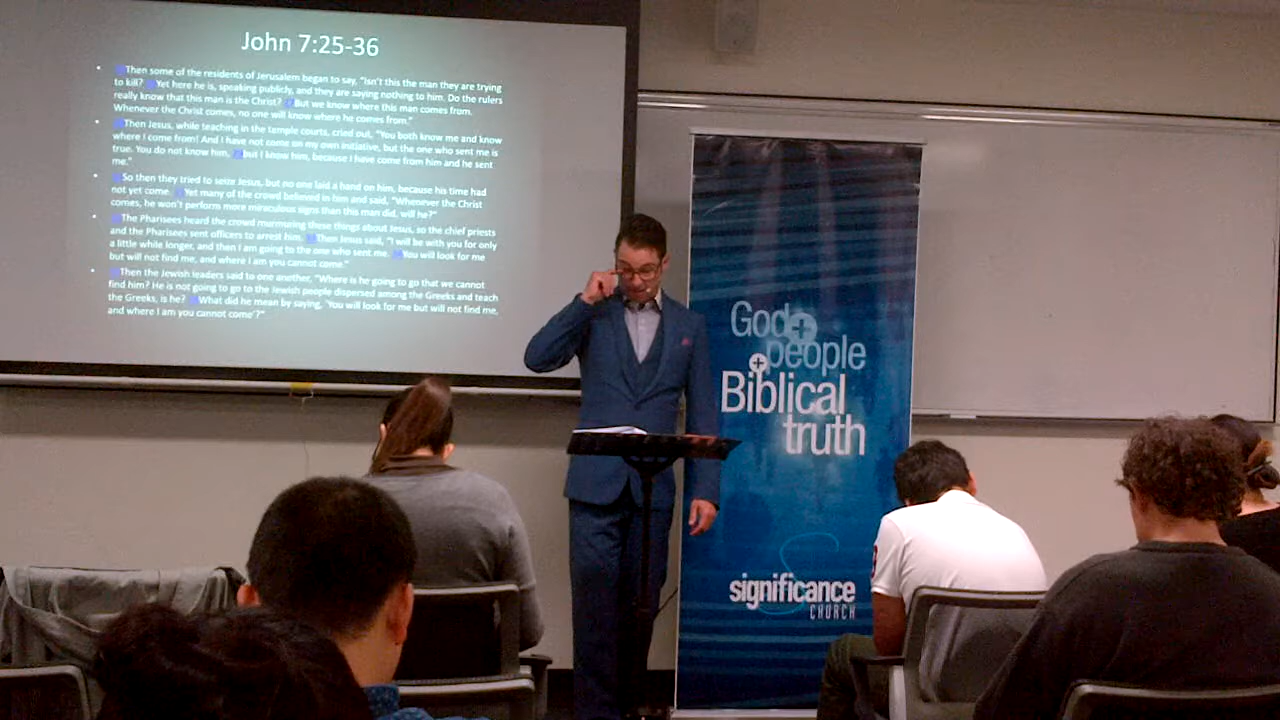 John 7:25-36
Then some of the residents of Jerusalem began to say, "Isn't this the man they are trying
to kill? Yet here he is, speaking publicly, and they are saying nothing to him. Do the rulers
really know that this man is the Christ? But we know where this man comes from.
Whenever the Christ comes, no one will know where he comes from."
Then Jesus, while teaching in the temple courts, cried out, "You both know me and know
where I come from! And I have not come on my own initiative, but the one who sent me is
true. You do not know him, but I know him, because I have come from him and he sent
me."
So then they tried to seize Jesus, but no one laid a hand on him, because his time had
not yet come. Yet many of the crowd believed in him and said, "Whenever the Christ
comes, he won't perform more miraculous signs than this man did, will he?"
The Pharisees heard the crowd murmuring these things about Jesus, so the chief priests
and the Pharisees sent officers to arrest him. Then Jesus said, "I will be with you for only
a little while longer, and then I am going to the one who sent me. You will look for me
but will not find me, and where I am you cannot come."
Then the Jewish leaders said to one another, "Where is he going to go that we cannot
find him? He is not going to go to the Jewish people dispersed among the Greeks and teach
the Greeks, is he? What did he mean by saying, 'You will look for me but will not find me,
and where I am you cannot come'?"
God+
+people
Biblical
truth
significance
CHURCH